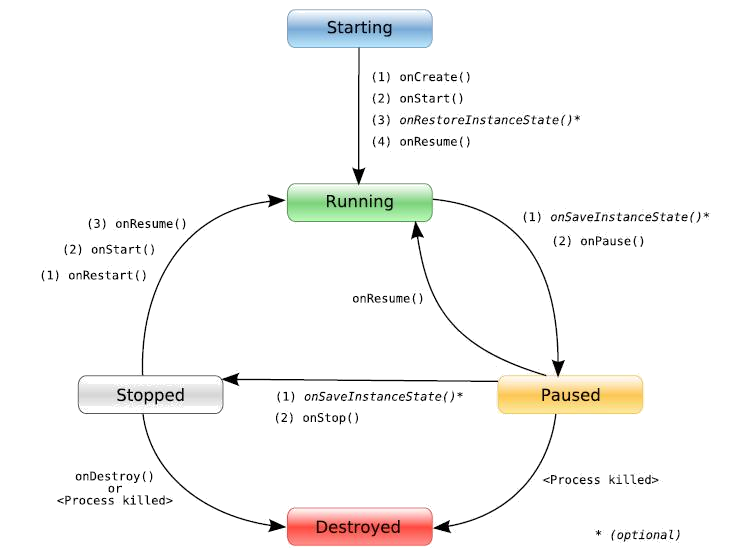 Starting
(1) onCreate()
(2) onStart()
(3) onRestoreInstanceState()*
(4) onResume()
Running
(3) onResume()
(2) onStart()
(1) onRestart()
(1) onSaveInstanceState()*
(2) onPause()
onResume()
Stopped
(1) onSaveInstanceState()*
(2) onStop()
Paused
onDestroy()
or
<Process killed>
<Process killed>
Destroyed
* (optional)